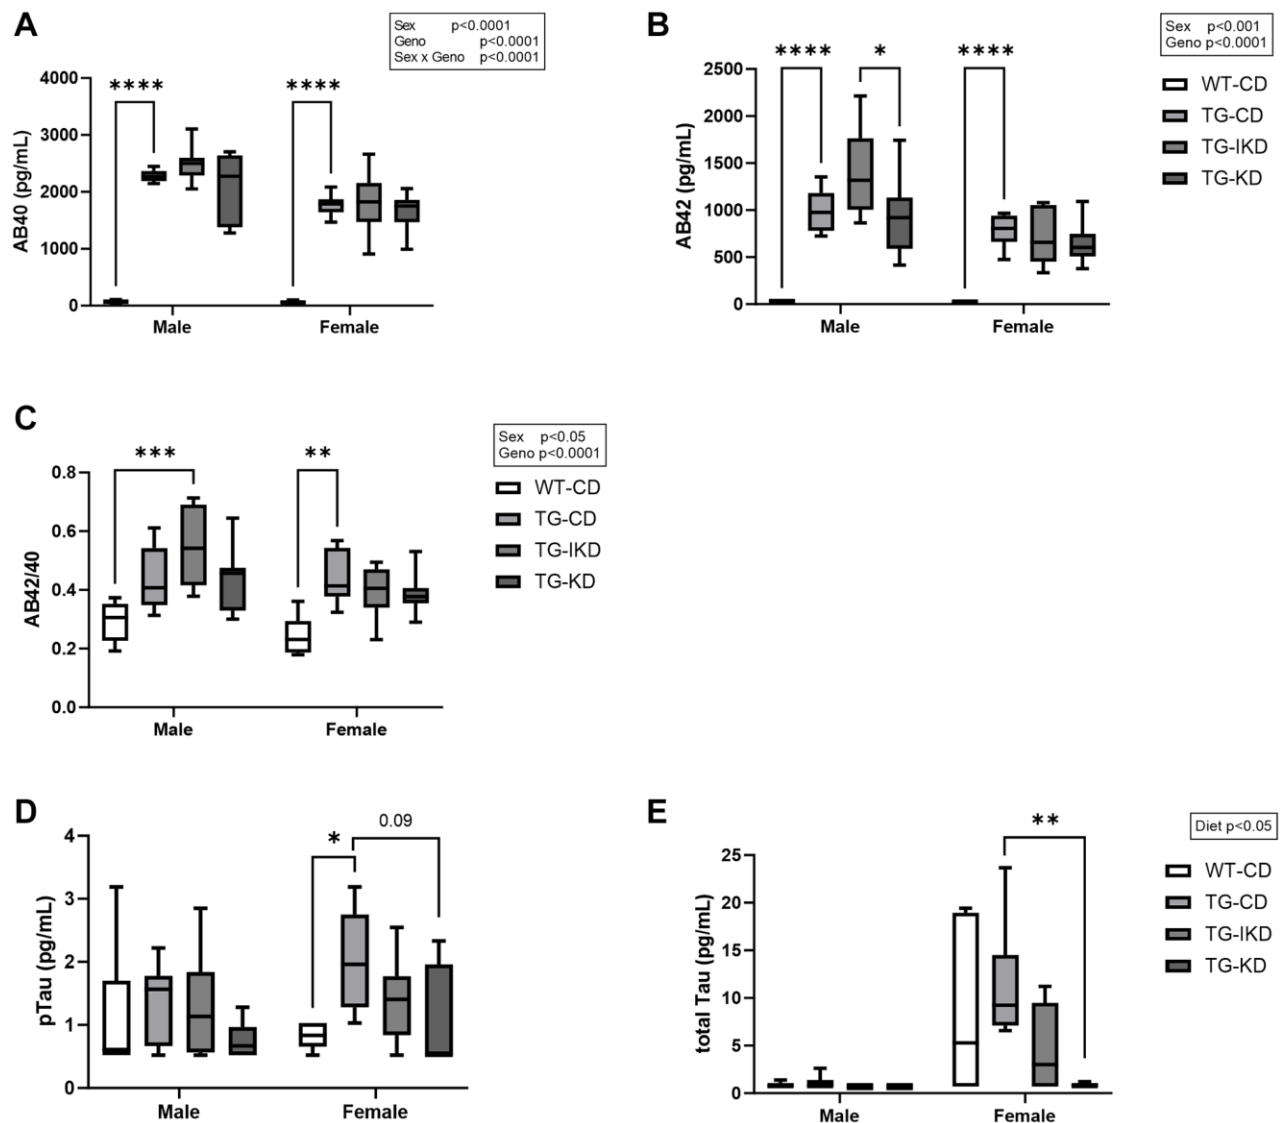 A
Sex p<0.0001
Geno p<0.0001
Sex x Geno p<0.0001
AB40 (pg/mL)
4000
3000
2000
1000
0
****
****
Male
Female
B
Sex p<0.001
Geno p<0.0001
AB42 (pg/mL)
2500
2000
1500
1000
500
0
****
*
****
Male
Female
WT-CD
TG-CD
TG-IKD
TG-KD
C
Sex p<0.05
Geno p<0.0001
AB42/40
0.8
0.6
0.4
0.2
0.0
***
**
Male
Female
WT-CD
TG-CD
TG-IKD
TG-KD
D
pTau (pg/mL)
4
3
2
1
0
*
0.09
Male
Female
E
Diet p<0.05
total Tau (pg/mL)
25
20
15
10
5
0
**
Male
Female
WT-CD
TG-CD
TG-IKD
TG-KD